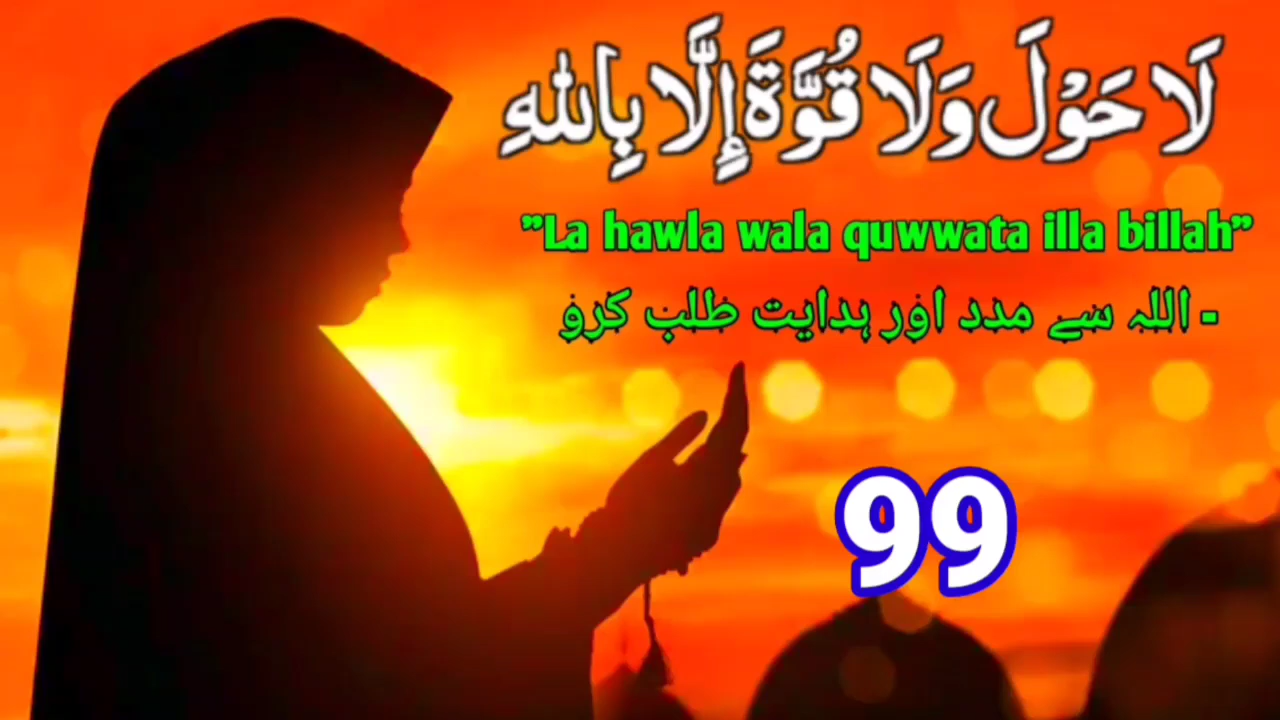 لَا حَوْلَ وَلَا قُوَّةَ إِلَّا بِاللهِ
”La hawla wala quwwata illa billah”
- اللہ سے مدد اور ہدایت طلب کرو
99